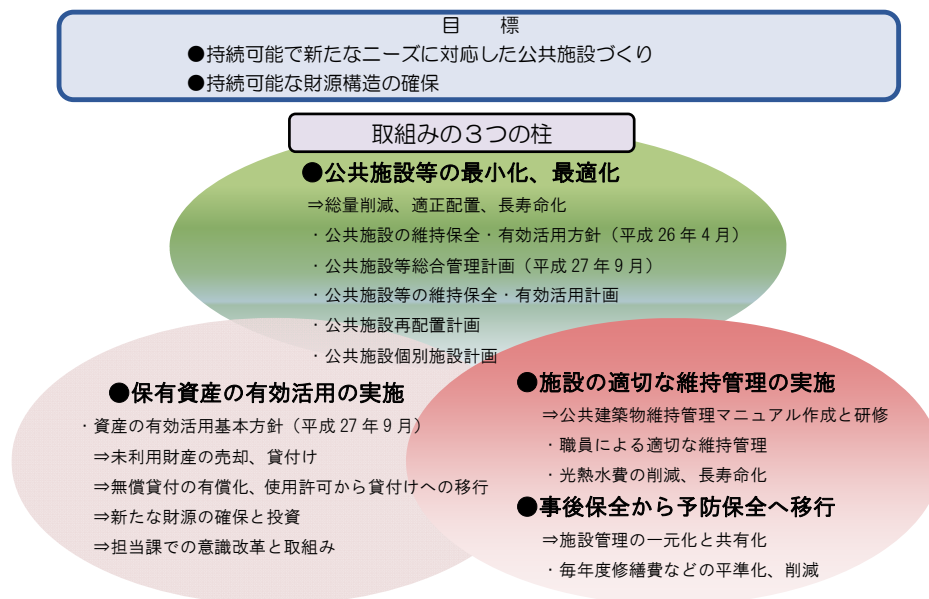 目　標
●持続可能で新たなニーズに対応した公共施設づくり
●持続可能な財源構造の確保
取組みの３つの柱
●公共施設等の最小化、最適化
⇒総量削減、適正配置、長寿命化
・公共施設の維持保全・有効活用方針（平成 26 年 4 月）
・公共施設等総合管理計画（平成 27 年 9 月）
・公共施設等の維持保全・有効活用計画
・公共施設再配置計画
・公共施設個別施設計画
●保有資産の有効活用の実施
・資産の有効活用基本方針（平成 27 年 9 月）
⇒未利用財産の売却、貸付け
⇒無償貸付の有償化、使用許可から貸付けへの移行
⇒新たな財源の確保と投資
⇒担当課での意識改革と取組み
●施設の適切な維持管理の実施
⇒公共建築物維持管理マニュアル作成と研修
・職員による適切な維持管理
・光熱水費の削減、長寿命化
●事後保全から予防保全へ移行
⇒施設管理の一元化と共有化
・毎年度修繕費などの平準化、削減